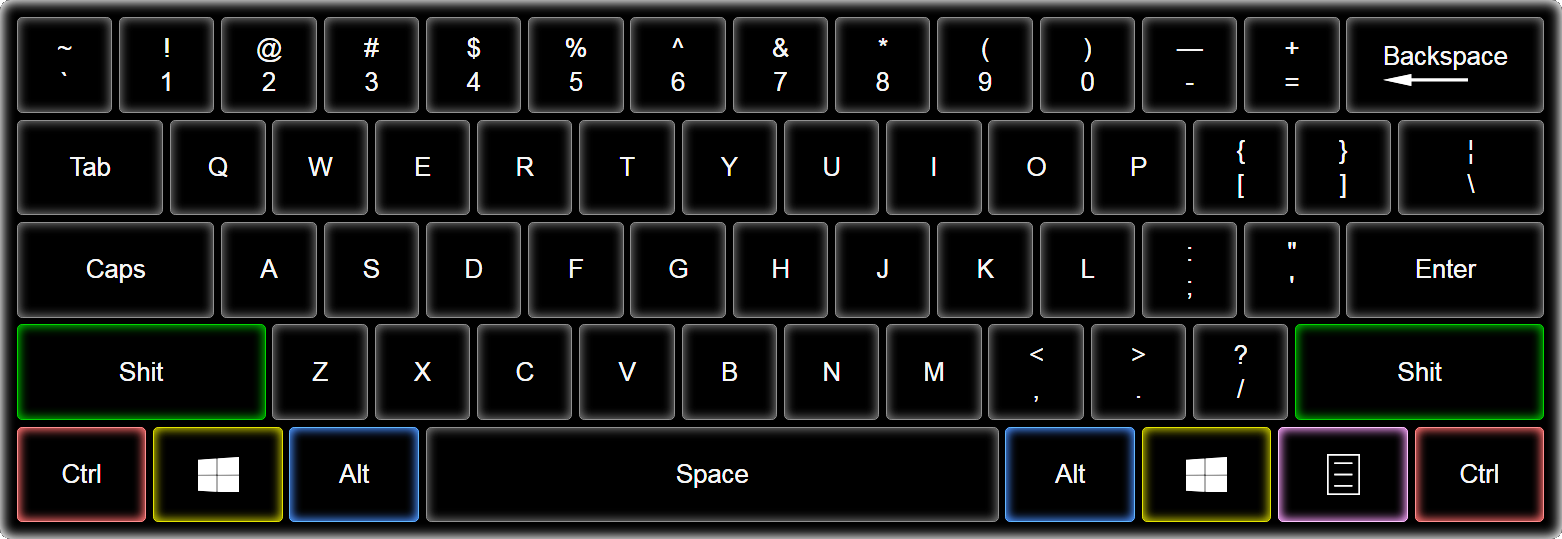 ~ ! @ # $ % ^ & * ( ) — + Backspace
` 1 2 3 4 5 6 7 8 9 0 - =
Tab Q W E R T Y U I O P { } ¦
[ ] \
Caps A S D F G H J K L : " Enter
; '
Shit Z X C V B N M < > ? Shit
, . /
Ctrl Alt Space Alt Ctrl